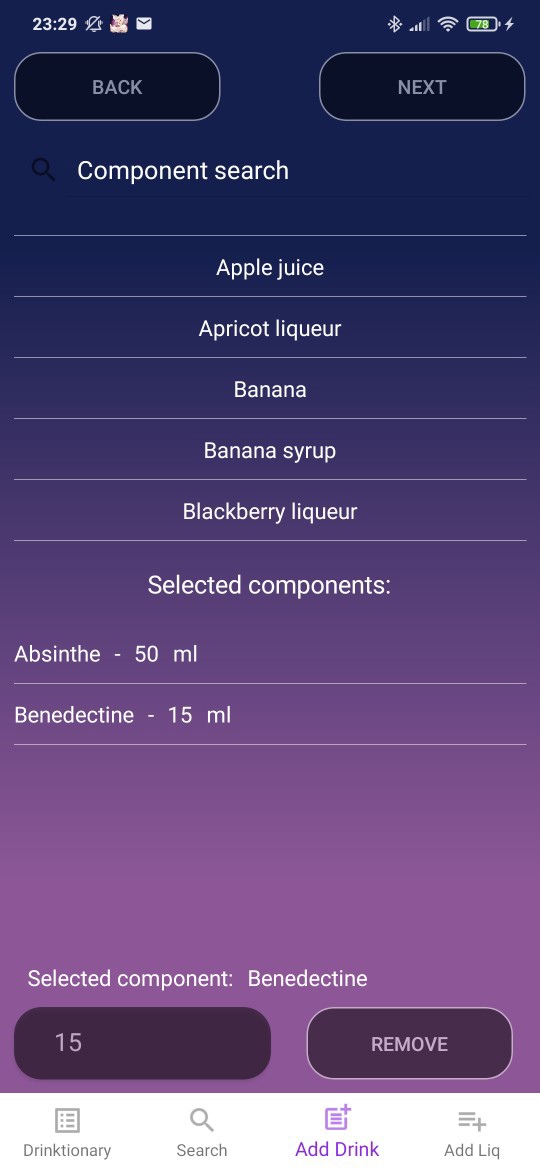 23:29
78
BACK
NEXT
Component search
Apple juice
Apricot liqueur
Banana
Banana syrup
Blackberry liqueur
Selected components:
Absinthe - 50 ml
Benedectine - 15 ml
Selected component: Benedectine
15
REMOVE
Drinktionary
Search
Add Drink
Add Liq